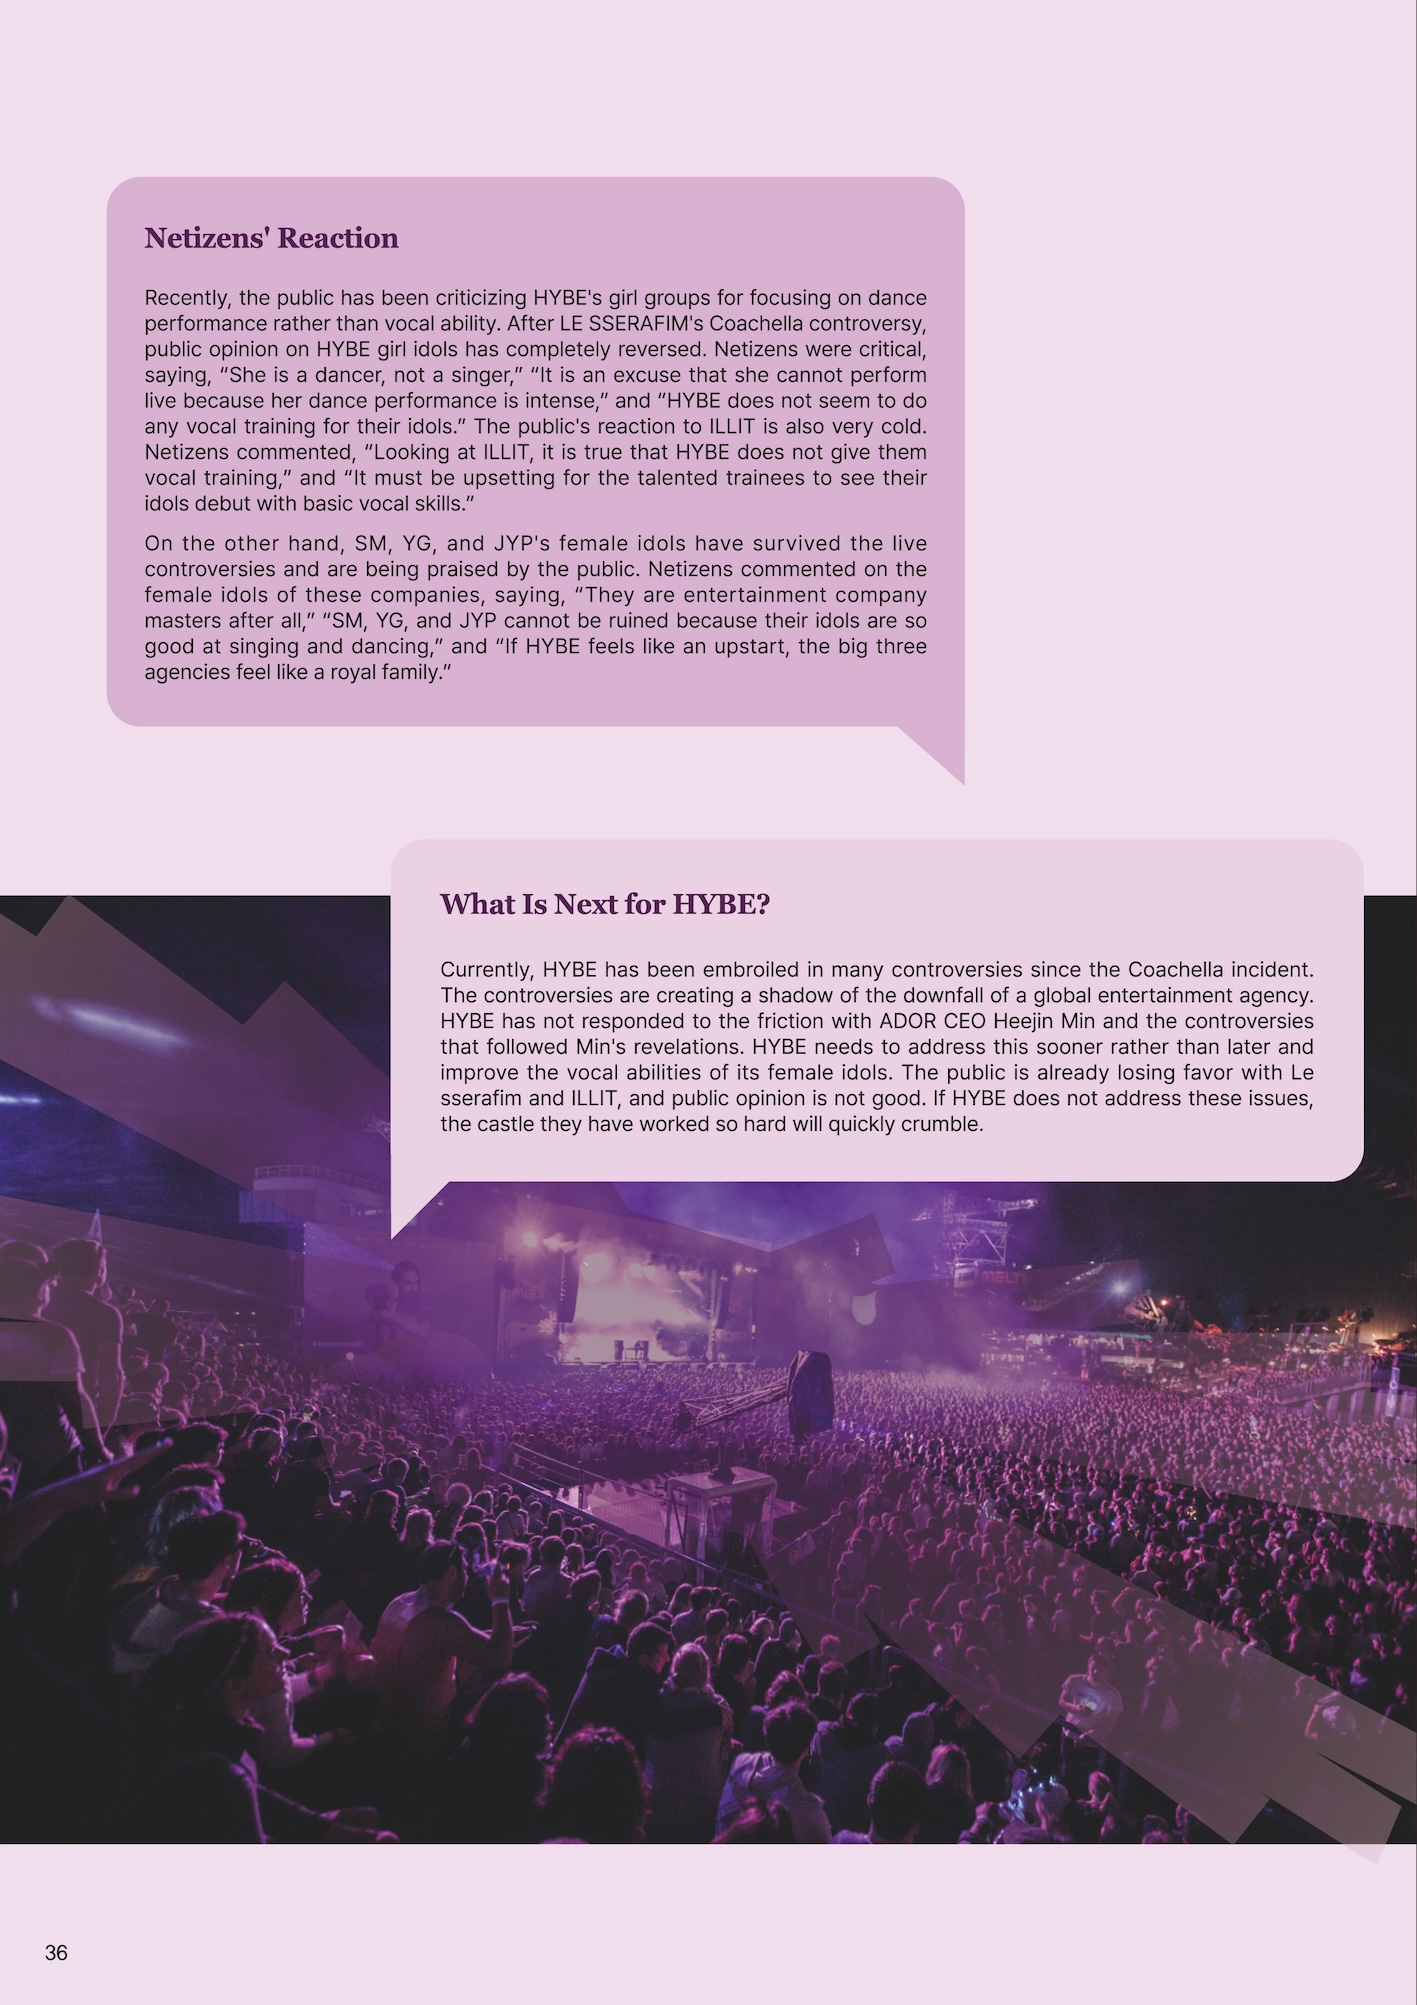 Netizens' Reaction
Recently, the public has been criticizing HYBE's girl groups for focusing on dance
performance rather than vocal ability. After LE SSERAFIM's Coachella controversy,
public opinion on HYBE girl idols has completely reversed. Netizens were critical,
saying, “She is a dancer, not a singer,” “It is an excuse that she cannot perform
live because her dance performance is intense,” and “HYBE does not seem to do
any vocal training for their idols.” The public's reaction to ILLIT is also very cold.
Netizens commented, “Looking at ILLIT, it is true that HYBE does not give them
vocal training,” and “It must be upsetting for the talented trainees to see their
idols debut with basic vocal skills.”
On the other hand, SM, YG, and JYP's female idols have survived the live
controversies and are being praised by the public. Netizens commented on the
female idols of these companies, saying, “They are entertainment company
masters after all,” “SM, YG, and JYP cannot be ruined because their idols are so
good at singing and dancing,” and “If HYBE feels like an upstart, the big three
agencies feel like a royal family.”
What Is Next for HYBE?
Currently, HYBE has been embroiled in many controversies since the Coachella incident.
The controversies are creating a shadow of the downfall of a global entertainment agency.
HYBE has not responded to the friction with ADOR CEO Heejin Min and the controversies
that followed Min's revelations. HYBE needs to address this sooner rather than later and
improve the vocal abilities of its female idols. The public is already losing favor with Le
sserafim and ILLIT, and public opinion is not good. If HYBE does not address these issues,
the castle they have worked so hard will quickly crumble.
MELT!
36